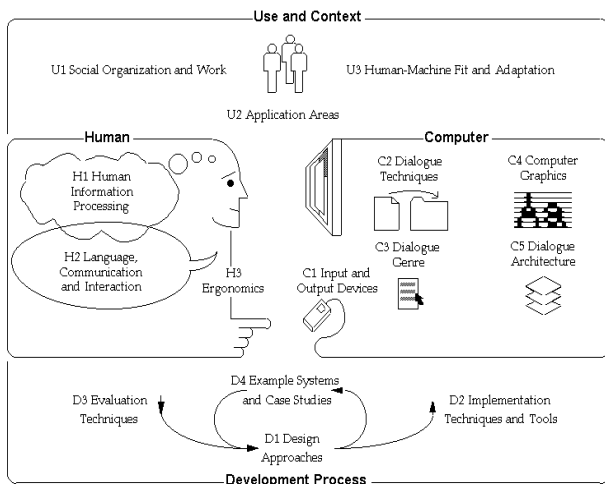 Use and Context
U1 Social Organization and Work
U3 Human-Machine Fit and Adaptation
U2 Application Areas
Human
H1 Human
Information
Processing
H2 Language,
Communication
and Interaction
H3
Ergonomics
Computer
C2 Dialogue
Techniques
C4 Computer
Graphics
C3 Dialogue
Genre
C5 Dialogue
Architecture
C1 Input and
Output Devices
D4 Example Systems
and Case Studies
D3 Evaluation
Techniques
D2 Implementation
Techniques and Tools
D1 Design
Approaches
Development Process